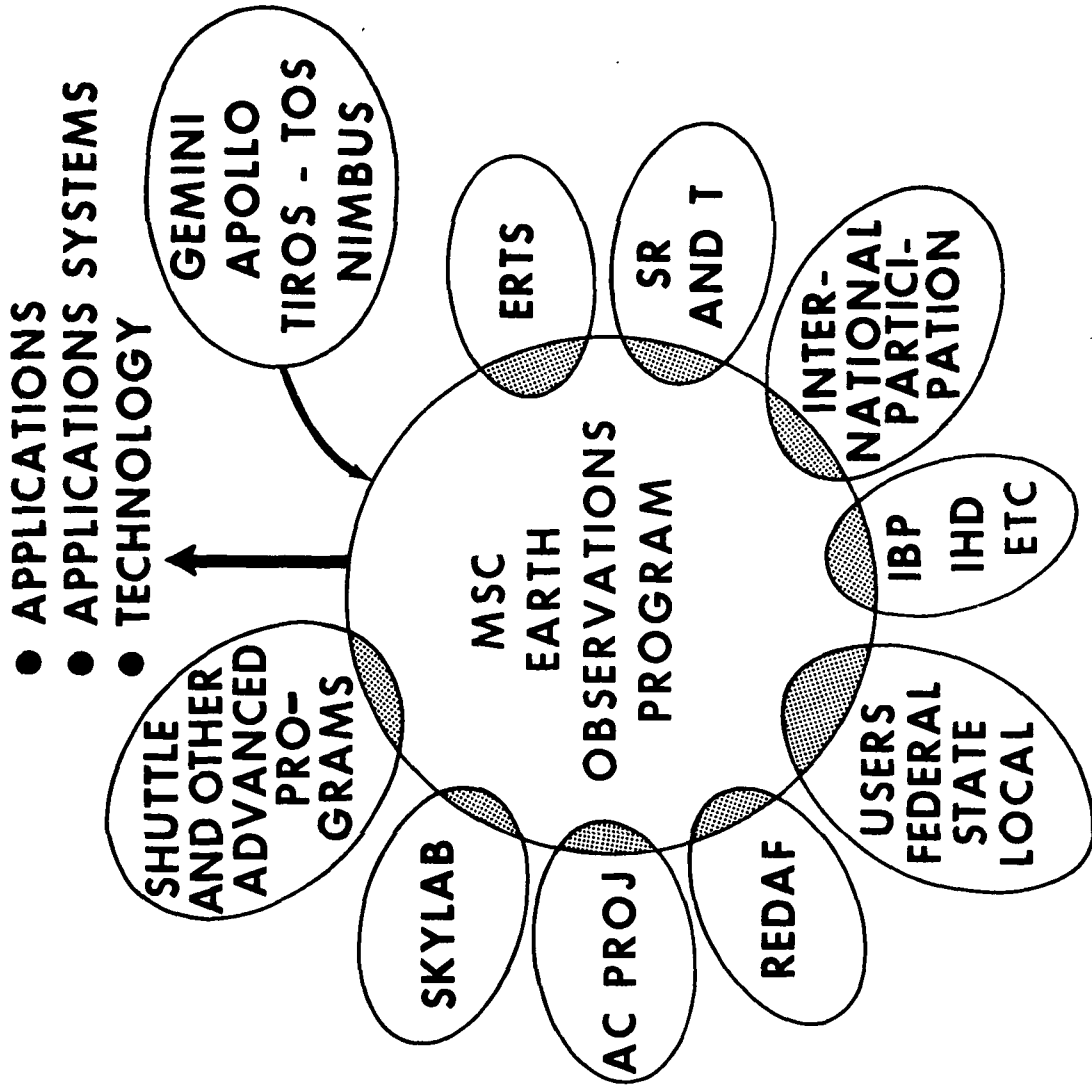 ● APPLICATIONS
● APPLICATIONS SYSTEMS
● TECHNOLOGY
GEMINI
APOLLO
TIROS - TOS
NIMBUS
SHUTTLE
AND OTHER
ADVANCED
PRO-
GRAMS
ERTS
SR
AND T
INTER-
NATIONAL
PARTICI-
PATION
IBP
IHD
ETC
USERS
FEDERAL
STATE
LOCAL
REDAF
AC PROJ
SKYLAB
MSC
EARTH
OBSERVATIONS
PROGRAM